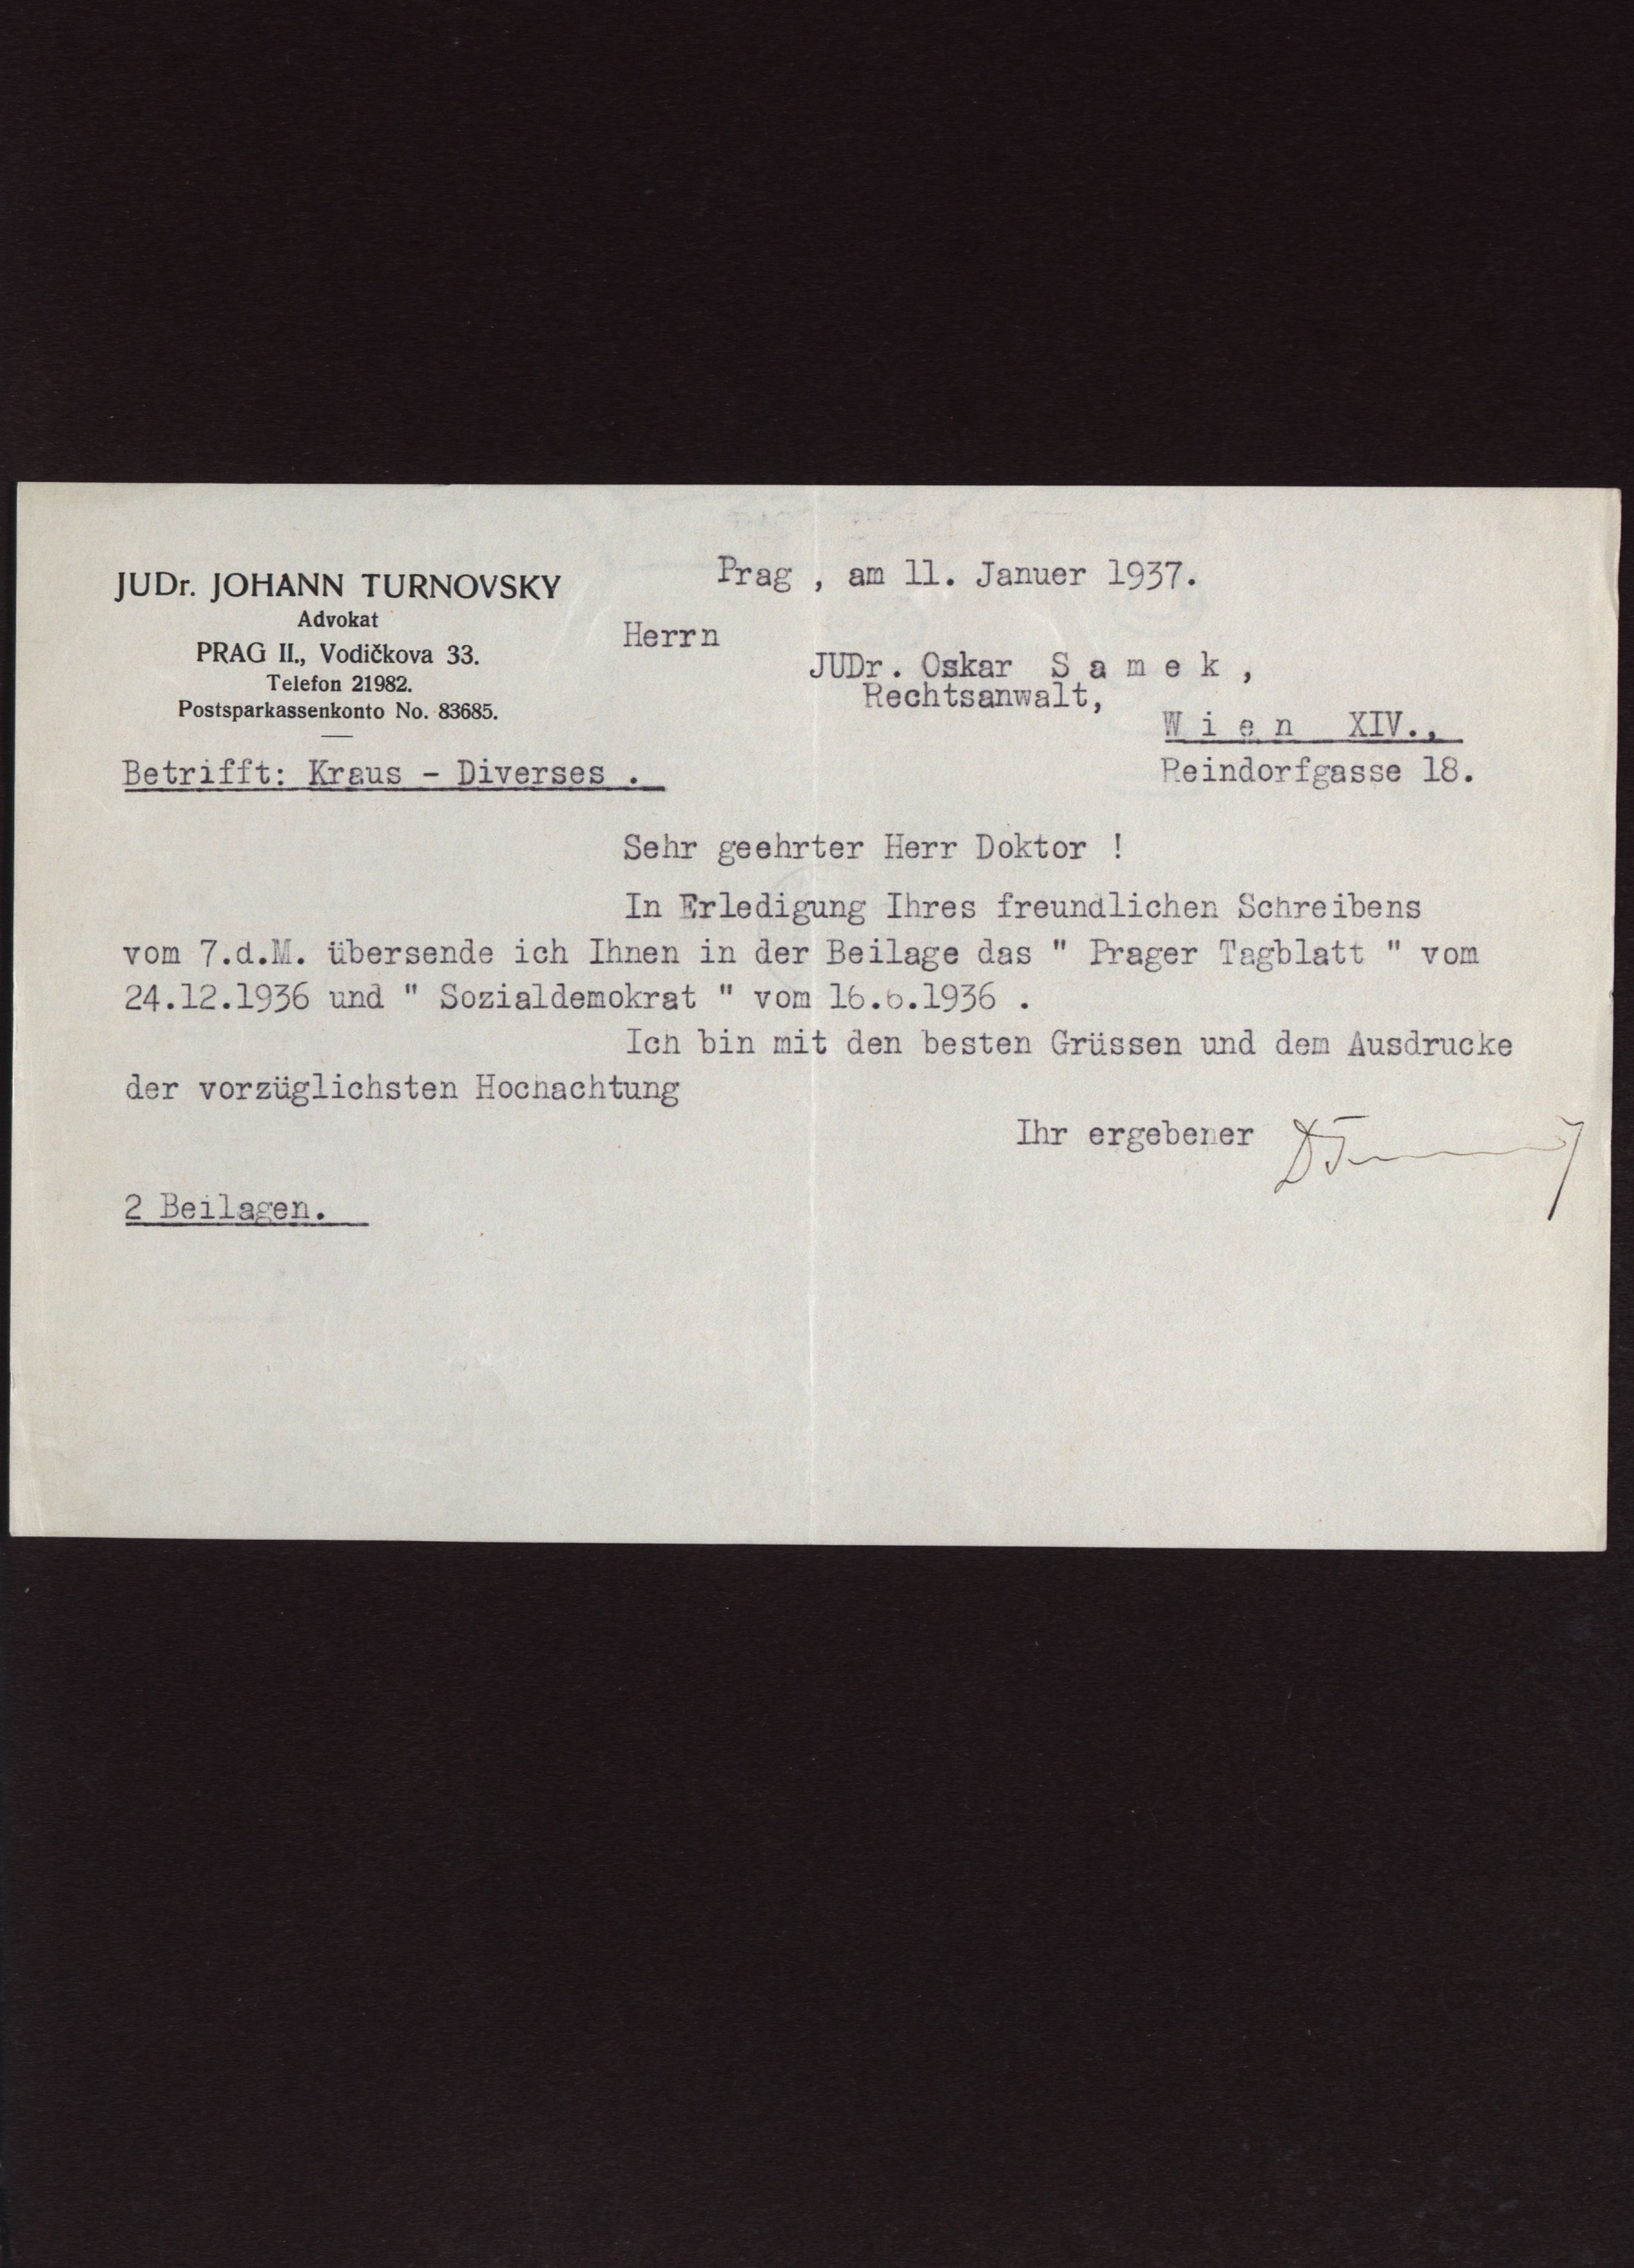 JUDr. JOHANN TURNOVSKY
Advokat
PRAG II., Vodičkova 33.
Telefon 21982.
Postsparkassenkonto No. 83685.
Prag , am 11. Januer 1937.
Herrn
JUDr. Oskar S a m e k ,
Rechtsanwalt,
W i e n XIV.,
Reindorfgasse 18.
Betrifft: Kraus - Diverses .
Sehr geehrter Herr Doktor !
In Erledigung Ihres freundlichen Schreibens
vom 7.d.M. übersende ich Ihnen in der Beilage das " Prager Tagblatt " vom
24.12.1936 und " Sozialdemokrat " vom 16.6.1936 .
Ich bin mit den besten Grüssen und dem Ausdrucke
der vorzüglichsten Hochachtung
Ihr ergebener
2 Beilagen.